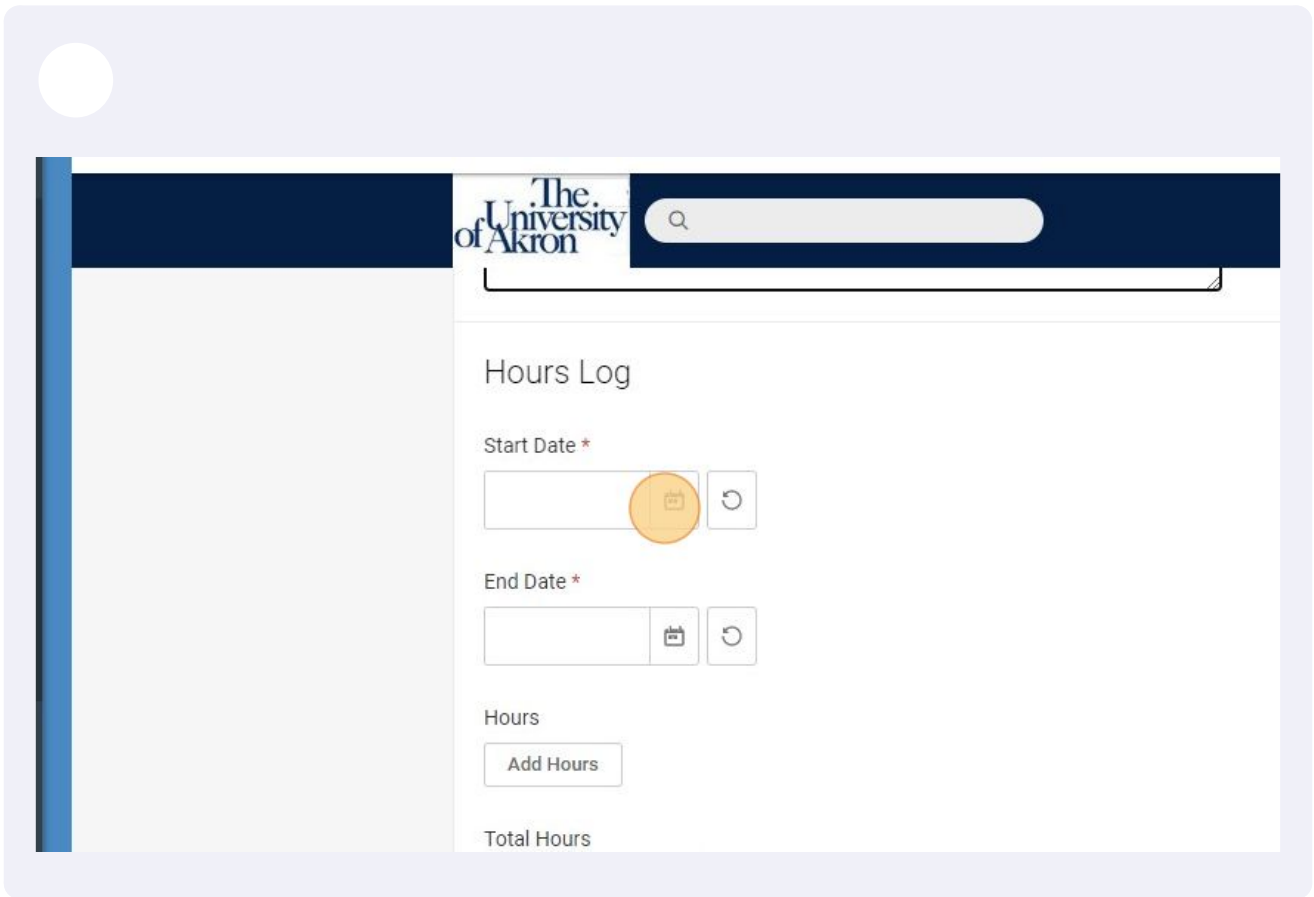 The
University
of Akron
Hours Log
Start Date *
End Date *
Hours
Add Hours
Total Hours